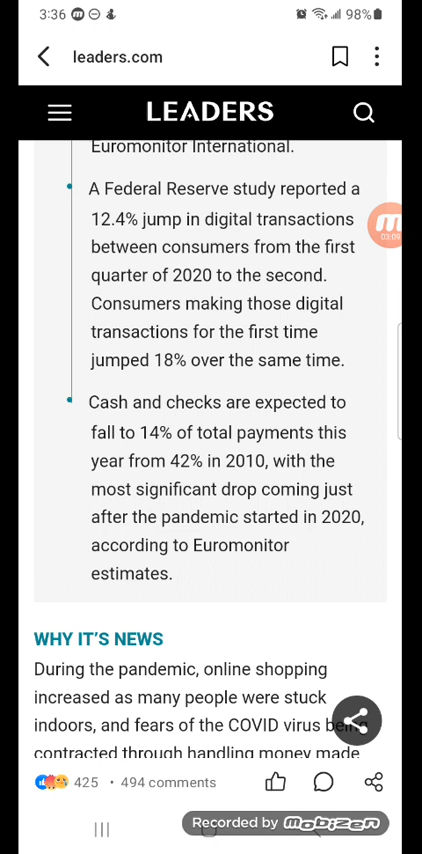 3:36
98%
leaders.com
LEADERS
Euromonitor International.
A Federal Reserve study reported a
12.4% jump in digital transactions
between consumers from the first
quarter of 2020 to the second.
Consumers making those digital
transactions for the first time
jumped 18% over the same time.
03:09
Cash and checks are expected to
fall to 14% of total payments this
year from 42% in 2010, with the
most significant drop coming just
after the pandemic started in 2020,
according to Euromonitor
estimates.
WHY IT'S NEWS
During the pandemic, online shopping
increased as many people were stuck
indoors, and fears of the COVID virus being
contracted through handling money made
425 • 494 comments
Recorded by mobizen